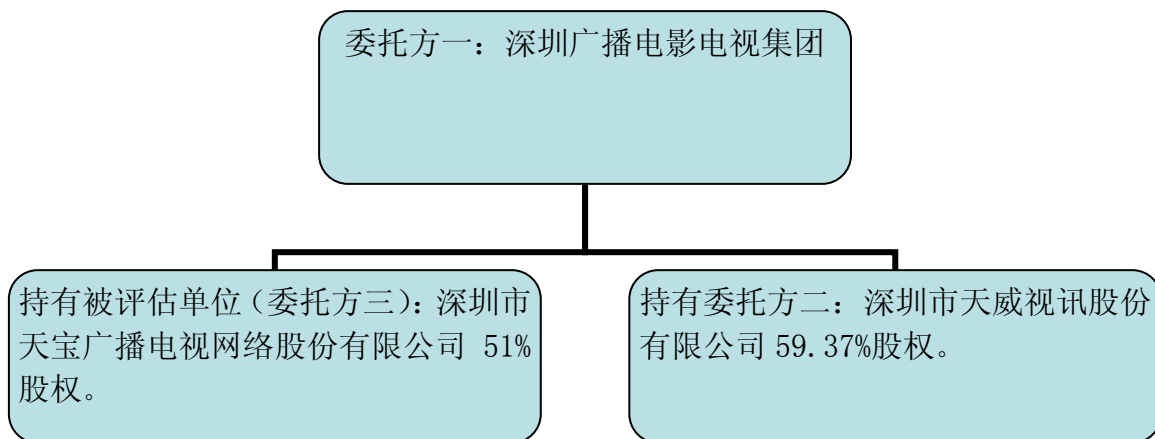 委托方一：深圳广播电影电视集团
持有被评估单位（委托方三）：深圳市
天宝广播电视网络股份有限公司 51%
股权。
持有委托方二：深圳市天威视讯股份
有限公司 59.37%股权。